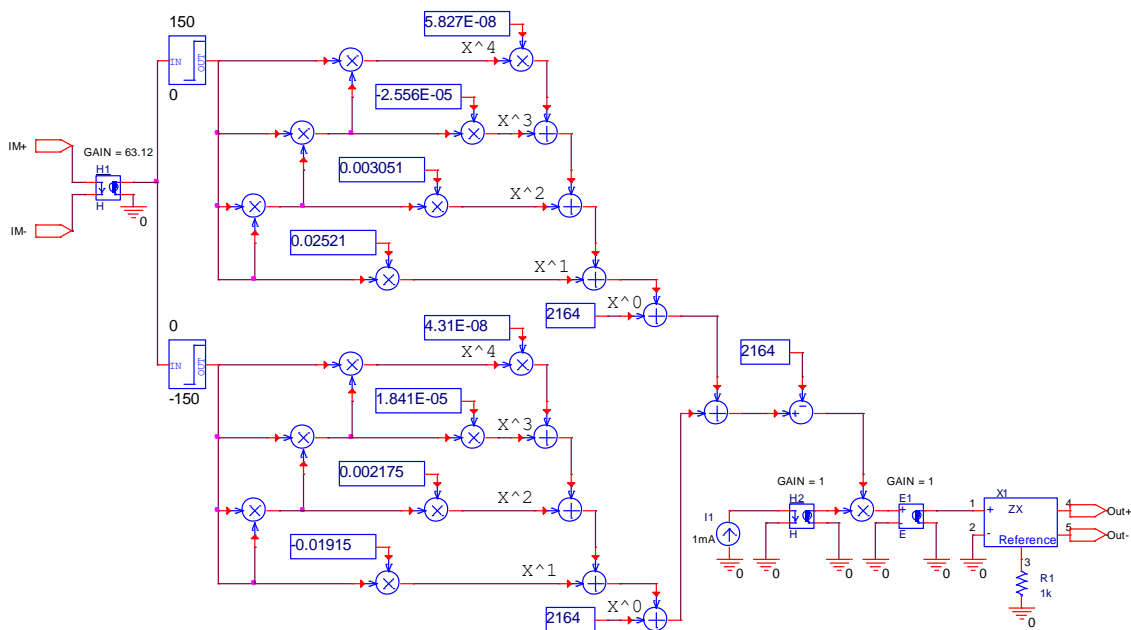 150
5.827E-08
X^4
IN
OUT
0
-2.556E-05
X^3
IM+
GAIN = 63.12
H1
0.003051
X^2
H
0
IM-
0.02521
X^1
X^0
2164
0
4.31E-08
X^4
2164
IN
OUT
-150
1.841E-05
X^3
+
-
0.002175
X^2
GAIN = 1
GAIN = 1
H2
E1
X1
I1
1
+
ZX
4
Out+
1mA
H
-
E
2
-
Reference
5
Out-
-0.01915
0
0
0
0
0
0
3
X^1
R1
1k
X^0
2164
0